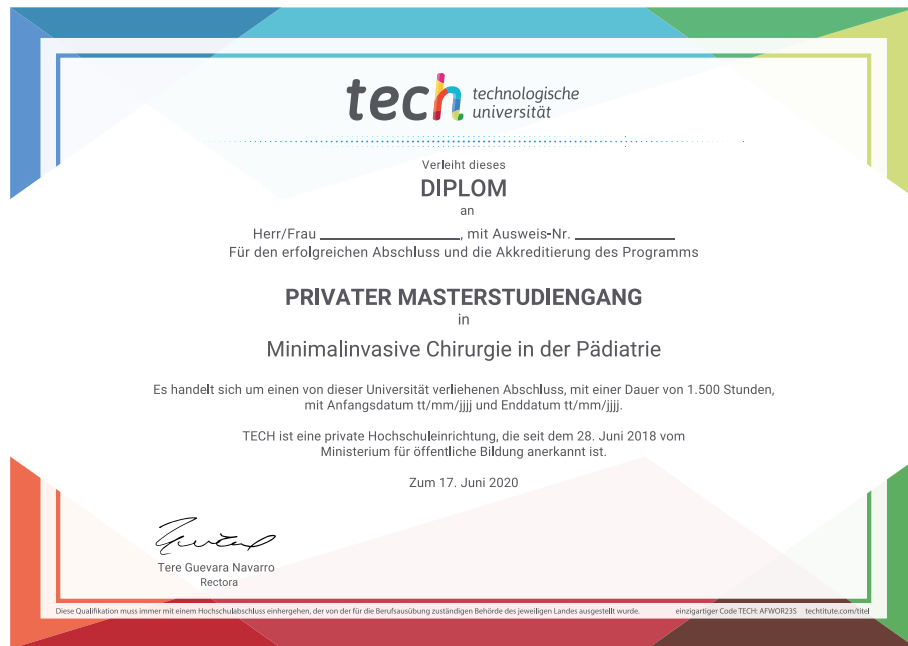 tech technologische
universität
Verleiht dieses
DIPLOM
an
Herr/Frau ____________________, mit Ausweis-Nr. ______________
Für den erfolgreichen Abschluss und die Akkreditierung des Programms
PRIVATER MASTERSTUDIENGANG
in
Minimalinvasive Chirurgie in der Pädiatrie
Es handelt sich um einen von dieser Universität verliehenen Abschluss, mit einer Dauer von 1.500 Stunden,
mit Anfangsdatum tt/mm/jjjj und Enddatum tt/mm/jjjj.
TECH ist eine private Hochschuleinrichtung, die seit dem 28. Juni 2018 vom
Ministerium für öffentliche Bildung anerkannt ist.
Zum 17. Juni 2020
Tere Guevara Navarro
Rectora
Diese Qualifikation muss immer mit einem Hochschulabschluss einhergehen, der von der für die Berufsausübung zuständigen Behörde des jeweiligen Landes ausgestellt wurde. einzigartiger Code TECH: AFWOR23S techtitute.com/titel